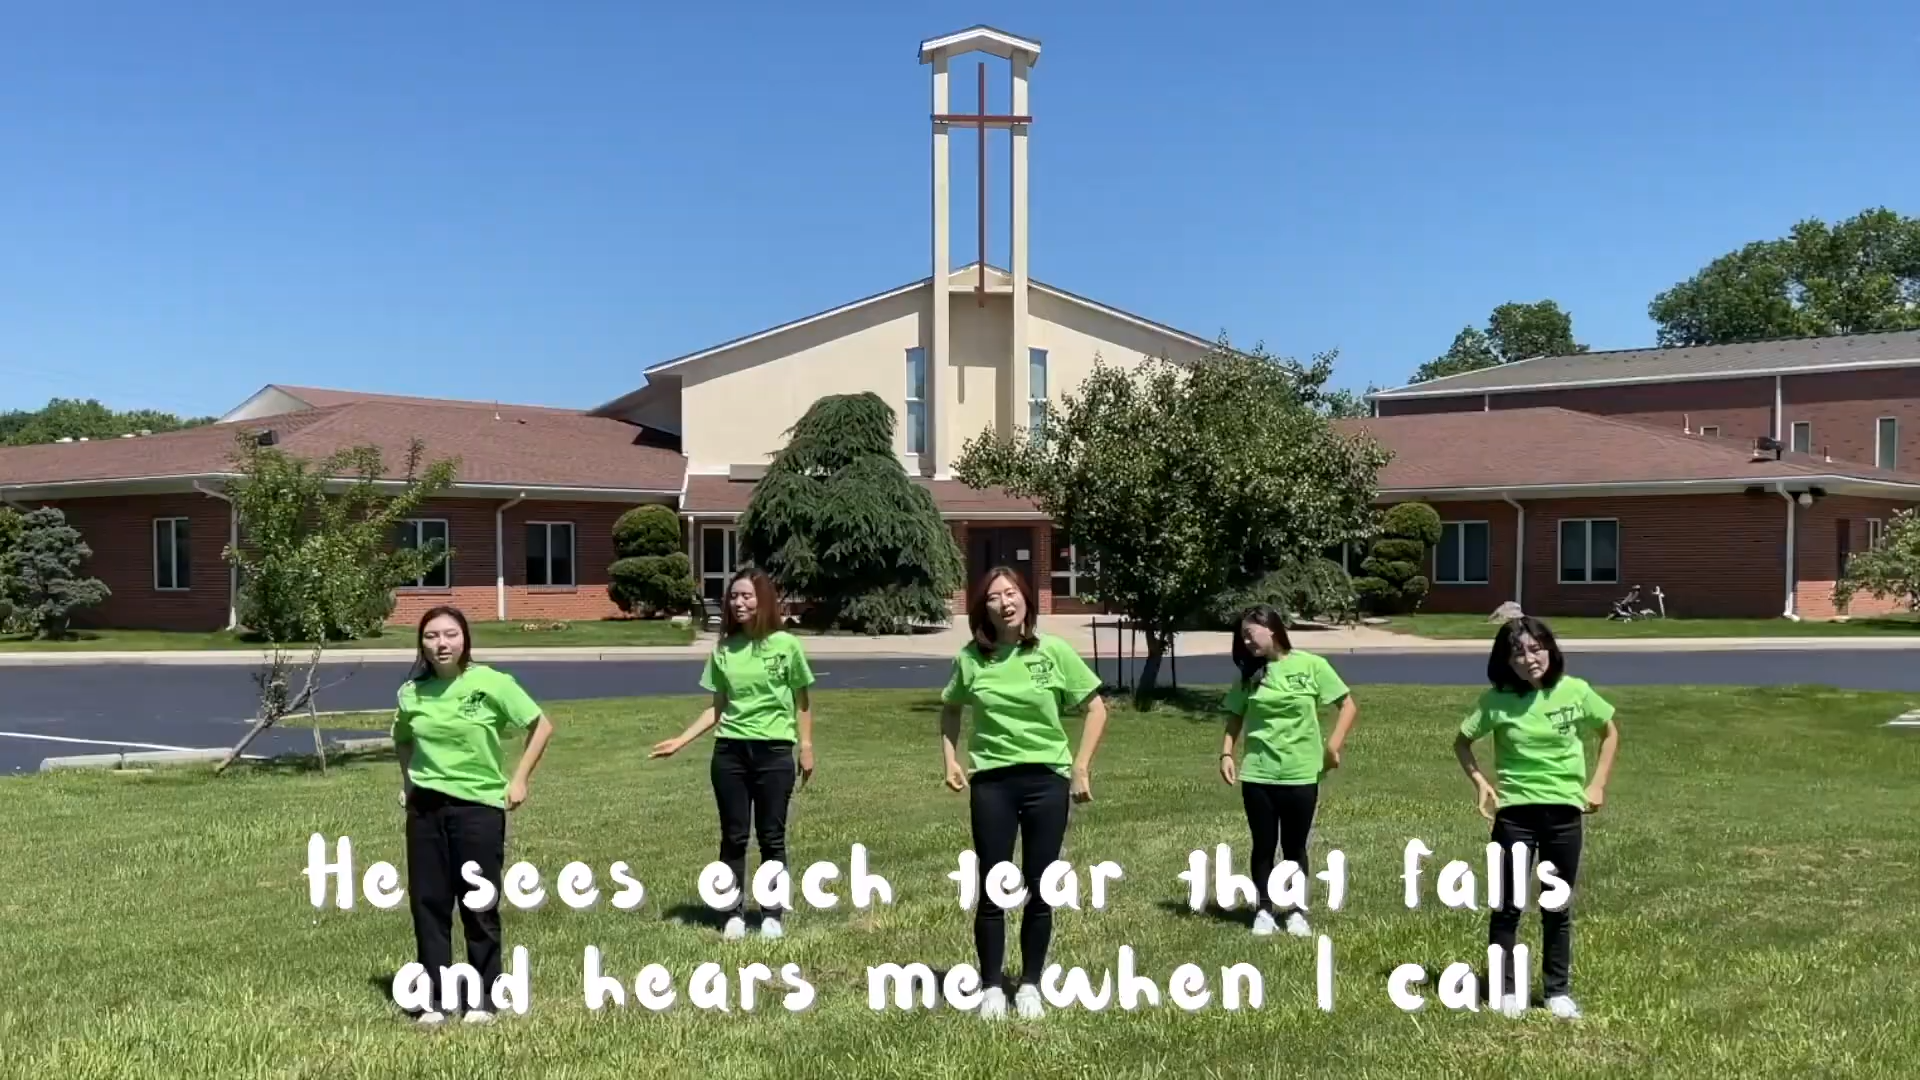 He sees each tear that falls
and hears me when I call